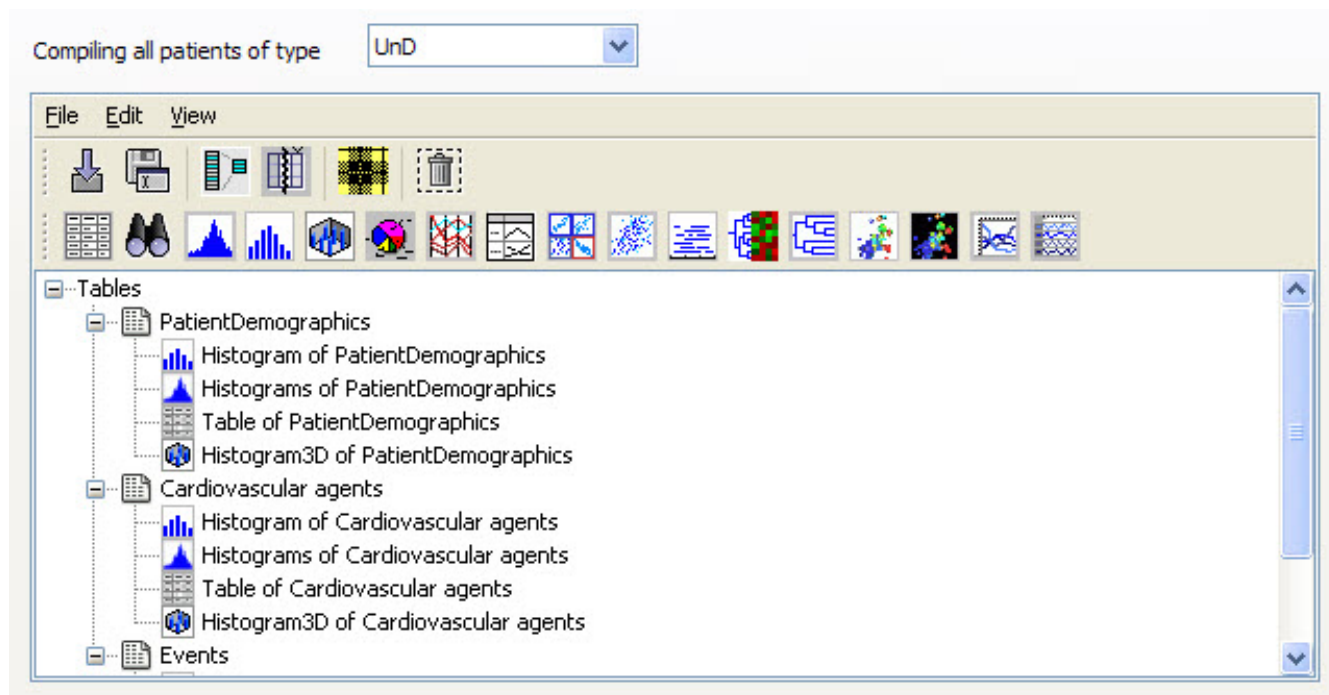 Compiling all patients of type UnD
File Edit View
Tables
PatientDemographics
Histogram of PatientDemographics
Histograms of PatientDemographics
Table of PatientDemographics
Histogram3D of PatientDemographics
Cardiovascular agents
Histogram of Cardiovascular agents
Histograms of Cardiovascular agents
Table of Cardiovascular agents
Histogram3D of Cardiovascular agents
Events